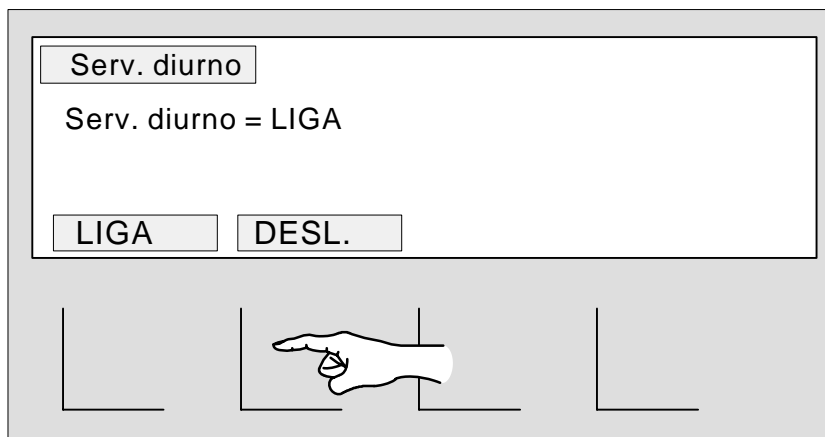 Serv. diurno
Serv. diurno = LIGA
LIGA DESL.